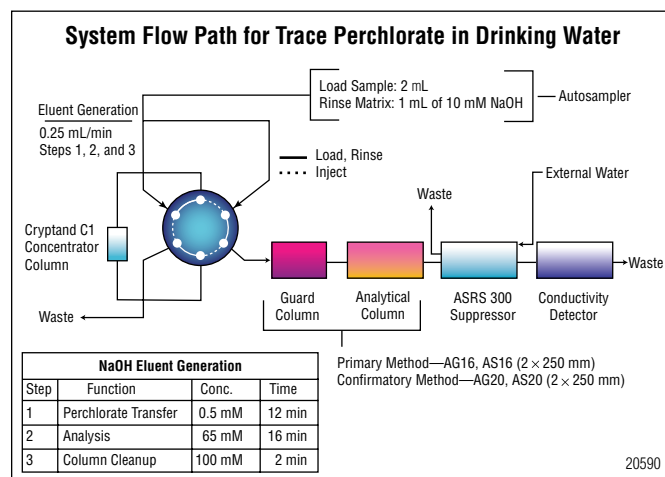 System Flow Path for Trace Perchlorate in Drinking Water
Load Sample: 2 mL
Rinse Matrix: 1 mL of 10 mM NaOH
Autosampler
Eluent Generation
0.25 mL/min
Steps 1, 2, and 3
Load, Rinse
Inject
Cryptand C1
Concentrator
Column
Waste
External Water
Waste
Waste
Guard
Column
Analytical
Column
ASRS 300
Suppressor
Conductivity
Detector
Primary Method—AG16, AS16 (2 × 250 mm)
Confirmatory Method—AG20, AS20 (2 × 250 mm)
NaOH Eluent Generation
Step Function Conc. Time
1 Perchlorate Transfer 0.5 mM 12 min
2 Analysis 65 mM 16 min
3 Column Cleanup 100 mM 2 min
20590